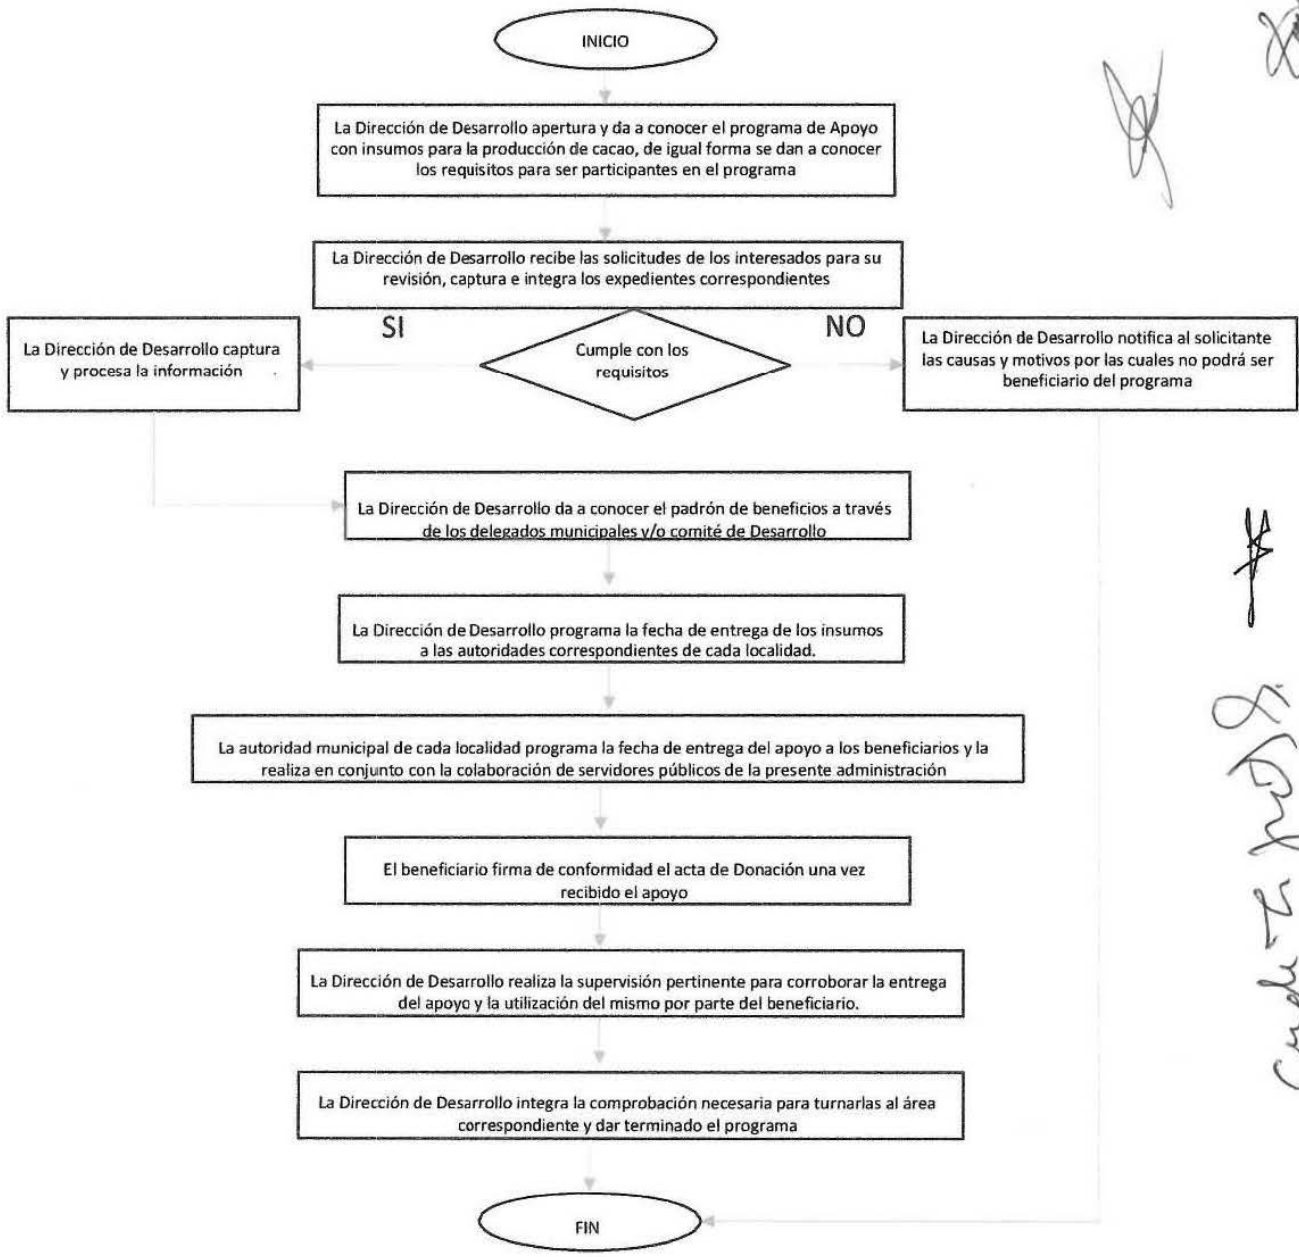 INICIO
La Dirección de Desarrollo apertura y da a conocer el programa de Apoyo
con insumos para la producción de cacao, de igual forma se dan a conocer
los requisitos para ser participantes en el programa
La Dirección de Desarrollo recibe las solicitudes de los interesados para su
revisión, captura e integra los expedientes correspondientes
SI
NO
La Dirección de Desarrollo captura
y procesa la información
Cumple con los
requisitos
La Dirección de Desarrollo notifica al solicitante
las causas y motivos por las cuales no podrá ser
beneficiario del programa
La Dirección de Desarrollo da a conocer el padrón de beneficios a través
de los delegados municipales y/o comité de Desarrollo
La Dirección de Desarrollo programa la fecha de entrega de los insumos
a las autoridades correspondientes de cada localidad.
La autoridad municipal de cada localidad programa la fecha de entrega del apoyo a los beneficiarios y la
realiza en conjunto con la colaboración de servidores públicos de la presente administración
El beneficiario firma de conformidad el acta de Donación una vez
recibido el apoyo
La Dirección de Desarrollo realiza la supervisión pertinente para corroborar la entrega
del apoyo y la utilización del mismo por parte del beneficiario.
La Dirección de Desarrollo integra la comprobación necesaria para turnarlas al área
correspondiente y dar terminado el programa
FIN